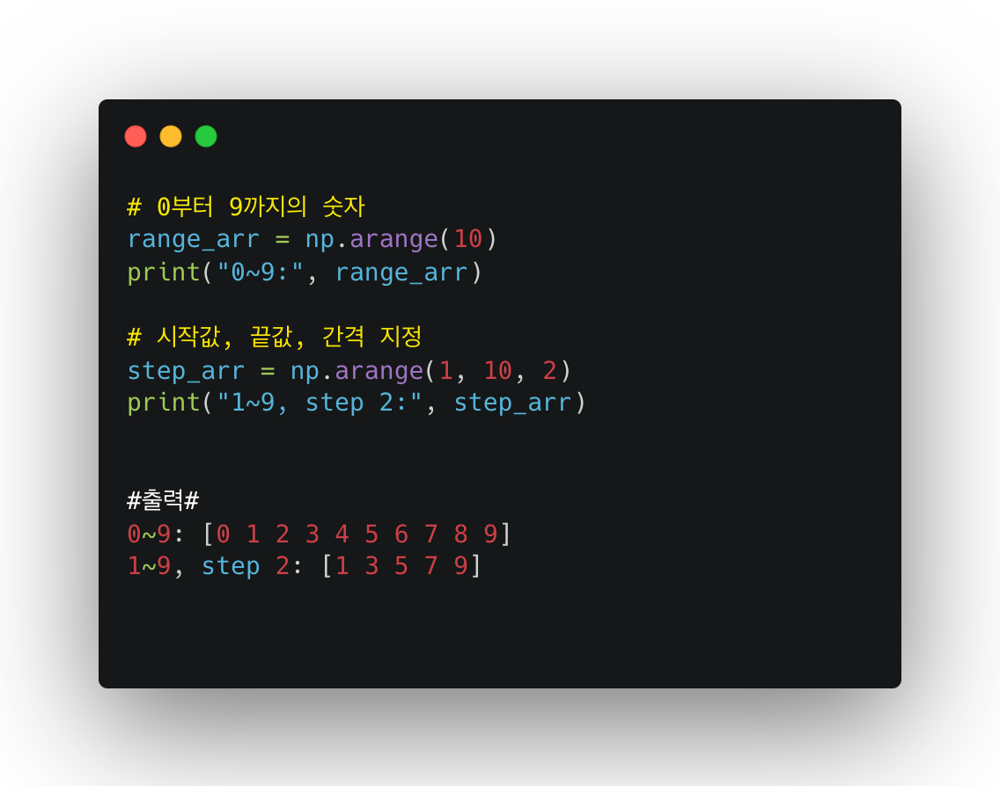 # 0부터 9까지의 숫자
range_arr = np.arange(10)
print("0~9:", range_arr)
# 시작값, 끝값, 간격 지정
step_arr = np.arange(1, 10, 2)
print("1~9, step 2:", step_arr)
#출력#
0~9: [0 1 2 3 4 5 6 7 8 9]
1~9, step 2: [1 3 5 7 9]